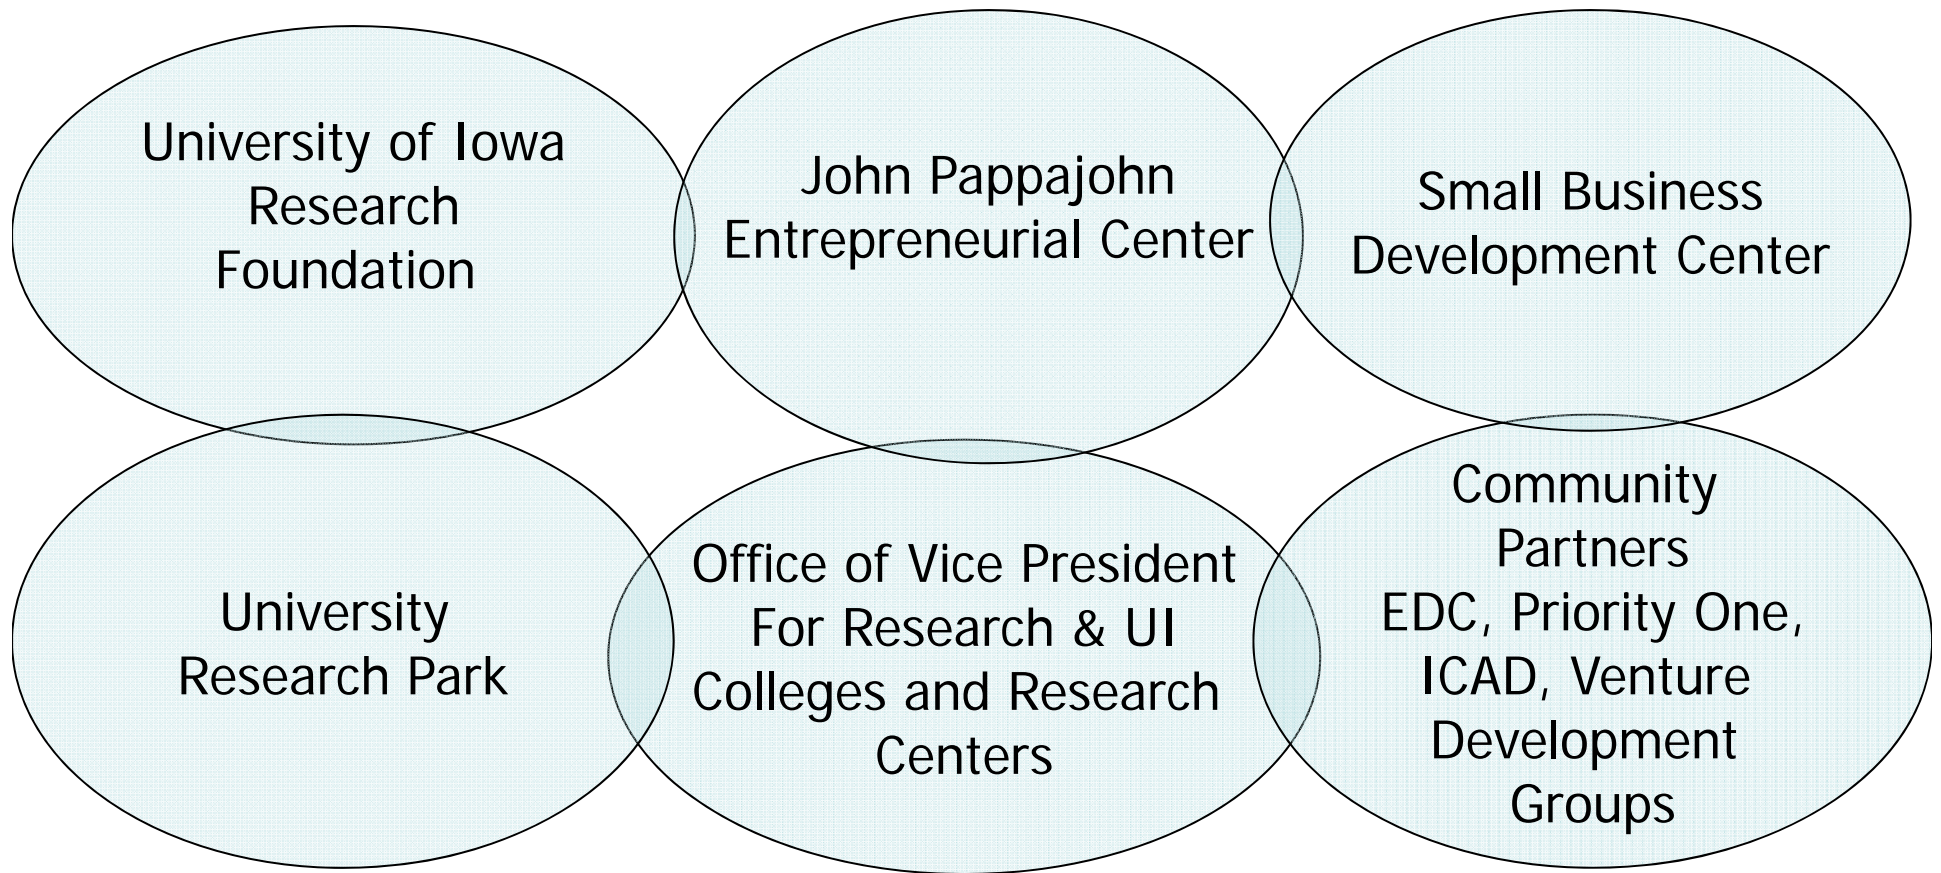 University of Iowa
Research
Foundation
John Pappajohn
Entrepreneurial Center
Small Business
Development Center
University
Research Park
Office of Vice President
For Research & UI
Colleges and Research
Centers
Community
Partners
EDC, Priority One,
ICAD, Venture
Development
Groups